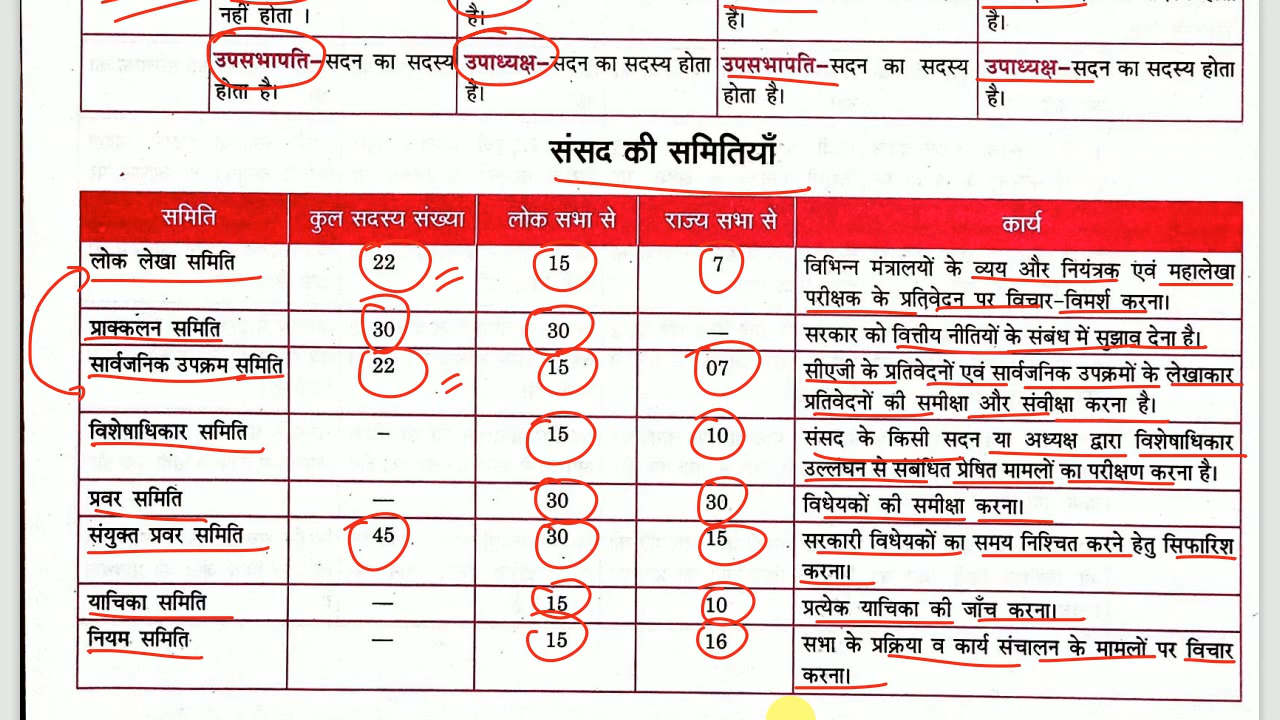 नहीं होता ।
है।
है।
है।
उपसभापति–सदन का सदस्य होता है।
उपाध्यक्ष–सदन का सदस्य होता है।
उपसभापति–सदन का सदस्य होता है।
उपाध्यक्ष–सदन का सदस्य होता है।
संसद की समितियाँ
समिति कुल सदस्य संख्या लोक सभा से राज्य सभा से कार्य
लोक लेखा समिति 22 15 7 विभिन्न मंत्रालयों के व्यय और नियंत्रक एवं महालेखा
परीक्षक के प्रतिवेदन पर विचार-विमर्श करना।
प्राक्कलन समिति 30 30 — सरकार को वित्तीय नीतियों के संबंध में सुझाव देना है।
सार्वजनिक उपक्रम समिति 22 15 07 सीएजी के प्रतिवेदनों एवं सार्वजनिक उपक्रमों के लेखाकार
प्रतिवेदनों की समीक्षा और संवीक्षा करना है।
विशेषाधिकार समिति – 15 10 संसद के किसी सदन या अध्यक्ष द्वारा विशेषाधिकार
उल्लघंन से संबंधित प्रेषित मामलों का परीक्षण करना है।
प्रवर समिति — 30 30 विधेयकों की समीक्षा करना।
संयुक्त प्रवर समिति 45 30 15 सरकारी विधेयकों का समय निश्चित करने हेतु सिफारिश
करना।
याचिका समिति — 15 10 प्रत्येक याचिका की जाँच करना।
नियम समिति — 15 16 सभा के प्रक्रिया व कार्य संचालन के मामलों पर विचार
करना।